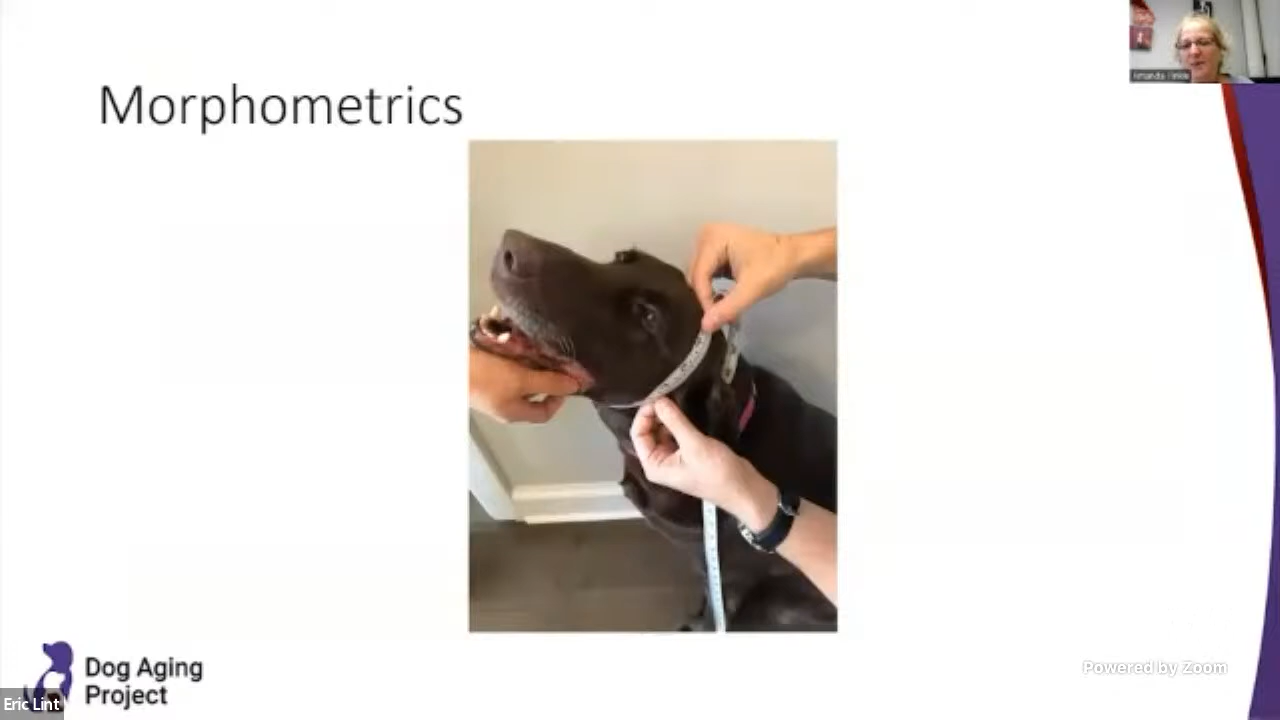 Morphometrics
Dog Aging
Project
Eric Lint
Powered by Zoom